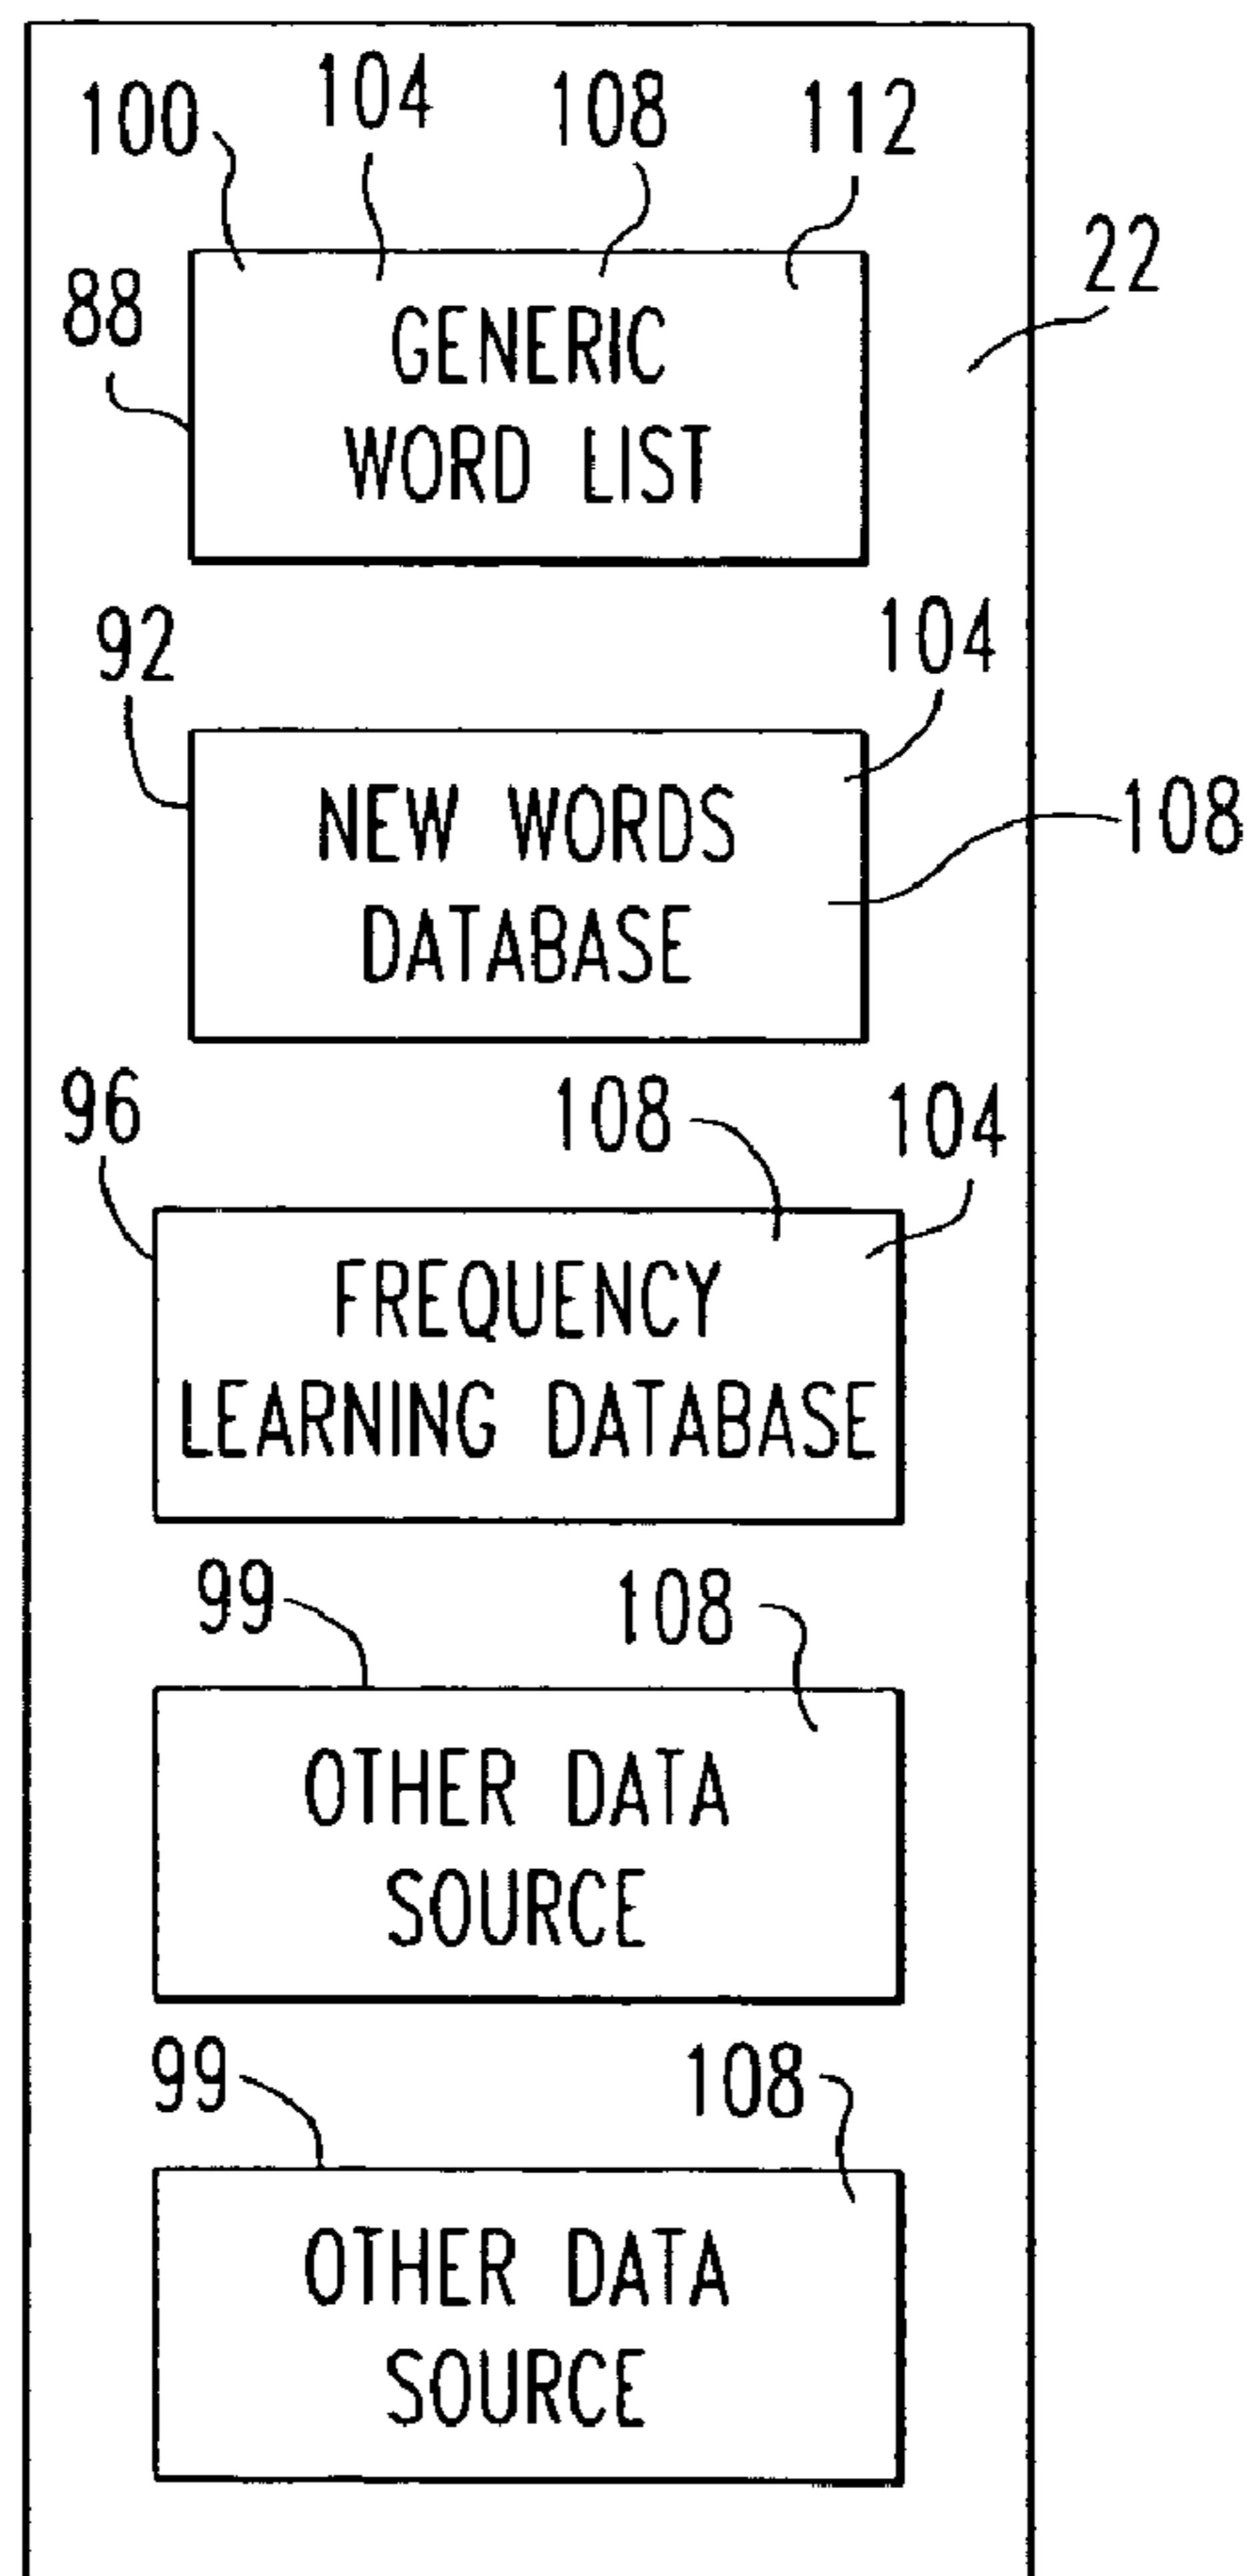 100 104 108 112
22
88
GENERIC
WORD LIST
92
104
NEW WORDS
108
DATABASE
96
108
104
FREQUENCY
LEARNING DATABASE
99
108
OTHER DATA
SOURCE
99
108
OTHER DATA
SOURCE